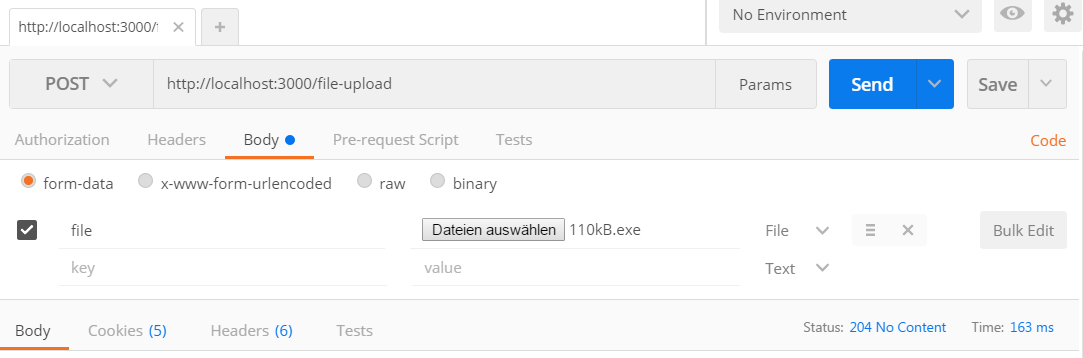 http://localhost:3000/f
No Environment
POST http://localhost:3000/file-upload Params Send Save
Authorization Headers Body Pre-request Script Tests Code
form-data x-www-form-urlencoded raw binary
file Dateien auswählen 110kB.exe File Bulk Edit
key value Text
Body Cookies (5) Headers (6) Tests Status: 204 No Content Time: 163 ms